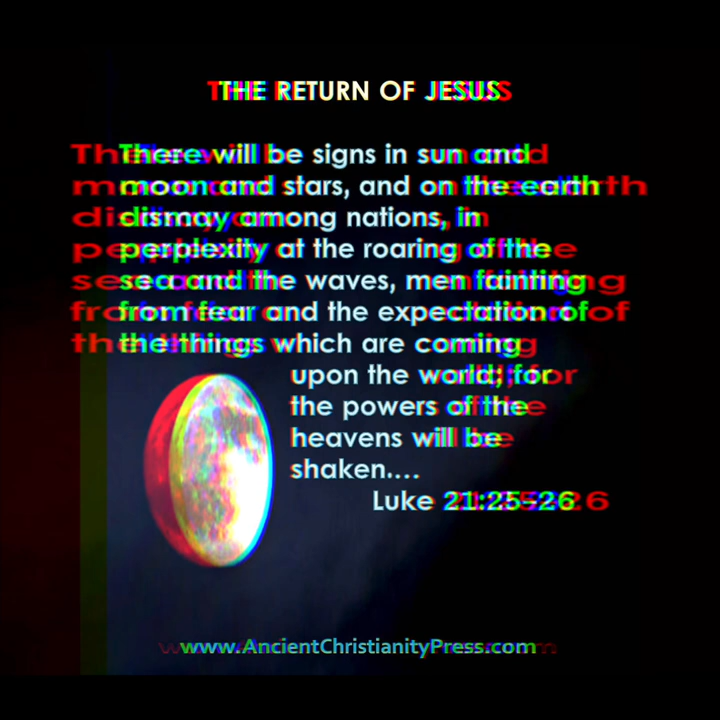 THE RETURN OF JESUS
There will be signs in sun and
moon and stars, and on the earth
dismay among nations, in
perplexity at the roaring of the
sea and the waves, men fainting
from fear and the expectation of
the things which are coming
upon the world; for
the powers of the
heavens will be
shaken....
Luke 21:25-26
www.AncientChristianityPress.com